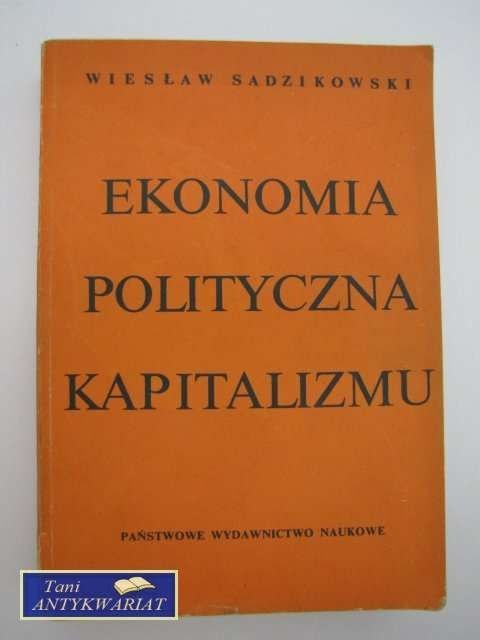 WIESŁAW SADZIKOWSKI
EKONOMIA
POLITYCZNA
KAPITALIZMU
PAŃSTWOWE WYDAWNICTWO NAUKOWE
Tani
ANTYKWARIAT